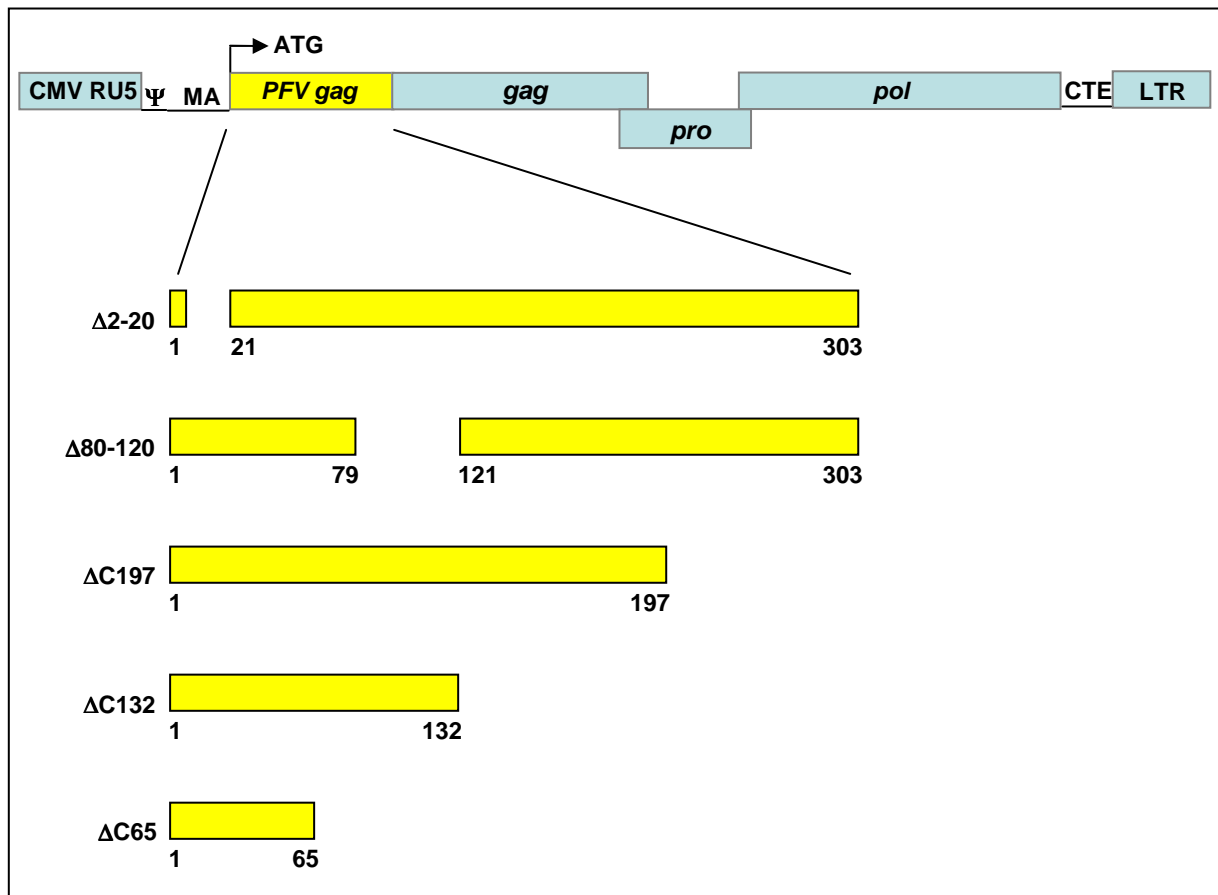 ATG
CMV RU5 Ψ MA PFV gag gag pol CTE LTR
pro
Δ2-20
1 21 303
Δ80-120
1 79 121 303
ΔC197
1 197
ΔC132
1 132
ΔC65
1 65